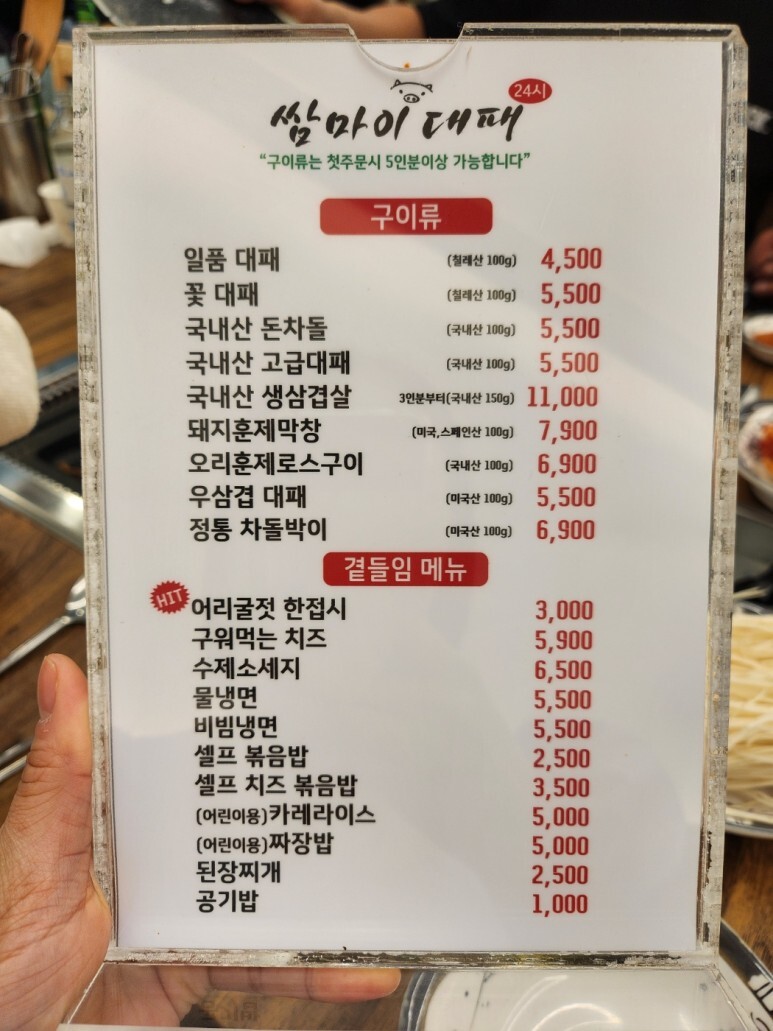 24시
쌈마이 대패
“구이류는 첫주문시 5인분이상 가능합니다”
구이류
일품 대패 (칠레산 100g) 4,500
꽃 대패 (칠레산 100g) 5,500
국내산 돈차돌 (국내산 100g) 5,500
국내산 고급대패 (국내산 100g) 5,500
국내산 생삼겹살 3인분부터(국내산 150g) 11,000
돼지훈제막창 (미국,스페인산 100g) 7,900
오리훈제로스구이 (국내산 100g) 6,900
우삼겹 대패 (미국산 100g) 5,500
정통 차돌박이 (미국산 100g) 6,900
곁들임 메뉴
HIT 어리굴젓 한접시 3,000
구워먹는 치즈 5,900
수제소세지 6,500
물냉면 5,500
비빔냉면 5,500
셀프 볶음밥 2,500
셀프 치즈 볶음밥 3,500
(어린이용)카레라이스 5,000
(어린이용)짜장밥 5,000
된장찌개 2,500
공기밥 1,000